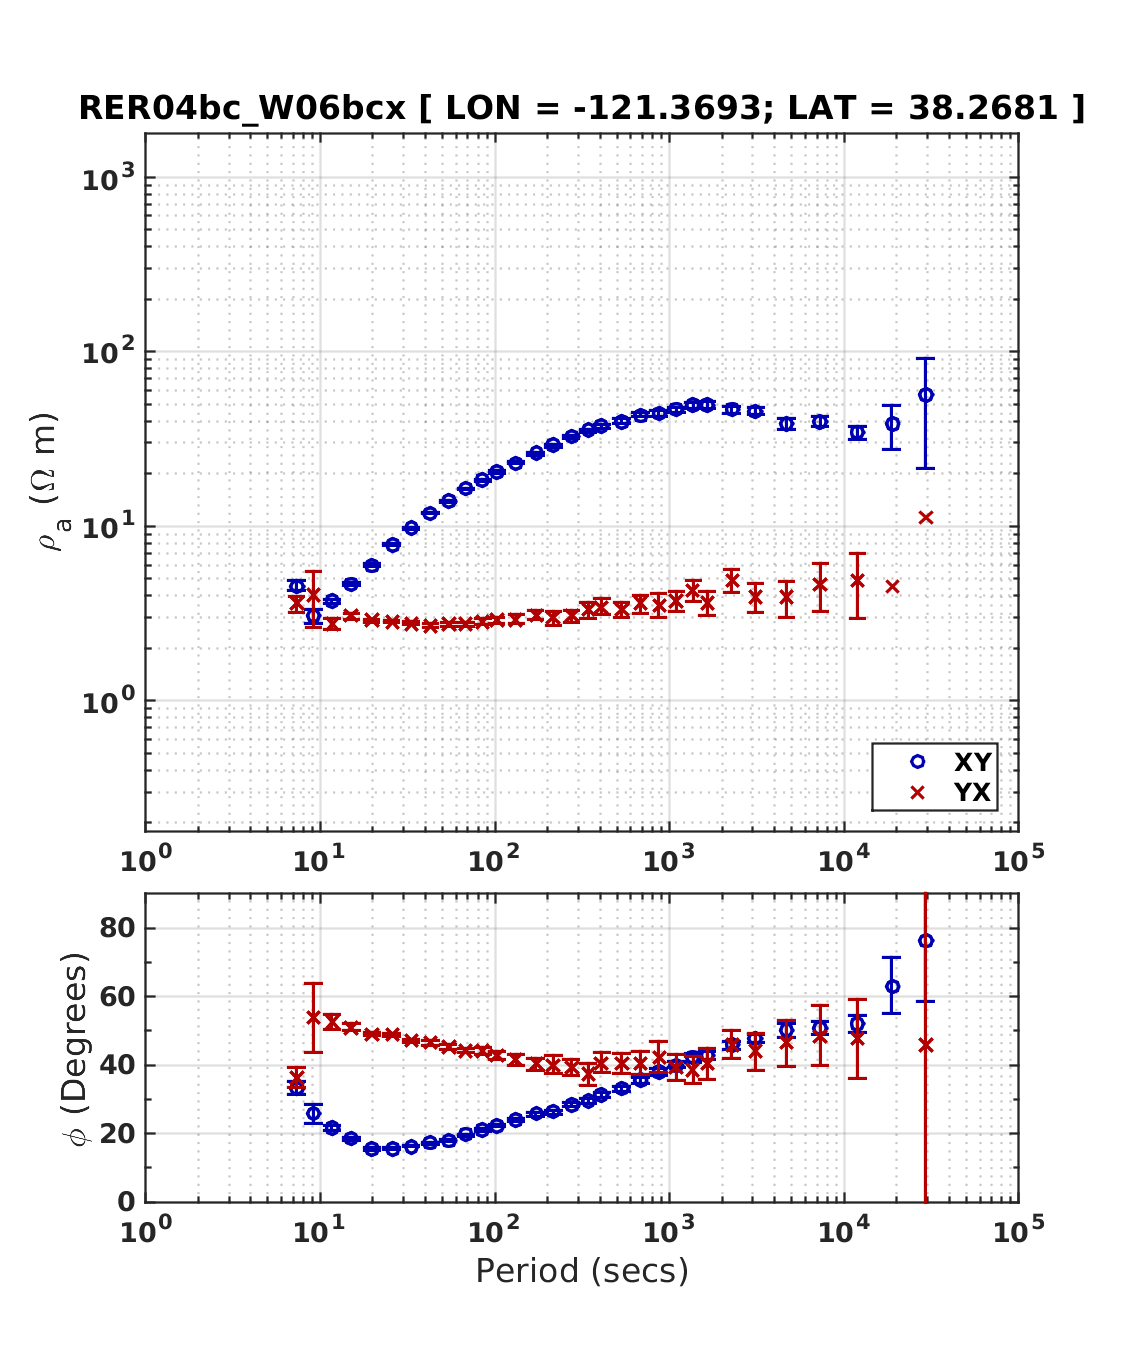 RER04bc_W06bcx [ LON = -121.3693; LAT = 38.2681 ]
10³
10²
10¹
10⁰
ρₐ (Ω m)
XY
YX
10⁰ 10¹ 10² 10³ 10⁴ 10⁵
80
60
40
20
0
ϕ (Degrees)
10⁰ 10¹ 10² 10³ 10⁴ 10⁵
Period (secs)